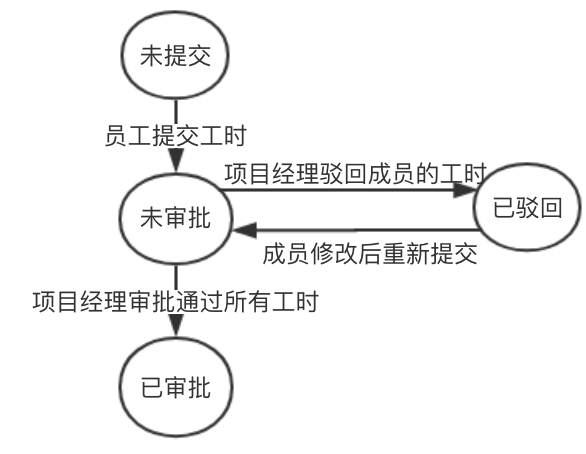 未提交
员工提交工时
项目经理驳回成员的工时
未审批
已驳回
成员修改后重新提交
项目经理审批通过所有工时
已审批